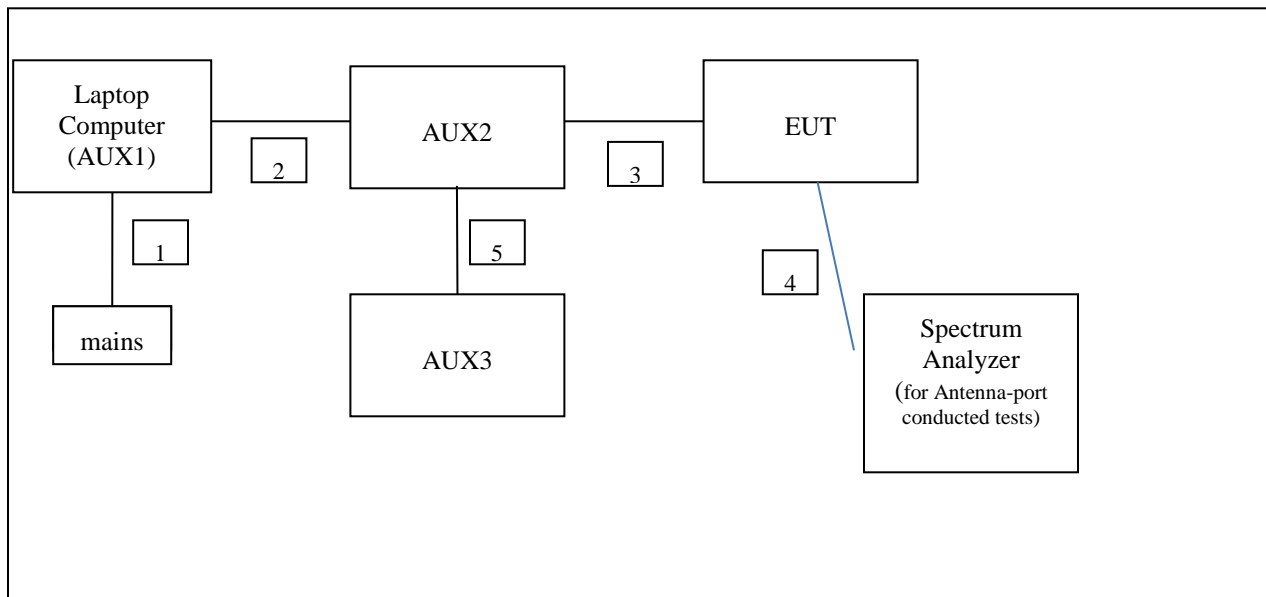 Laptop
Computer
(AUX1)
AUX2
EUT
2
3
1
5
4
mains
AUX3
Spectrum
Analyzer
(for Antenna-port
conducted tests)